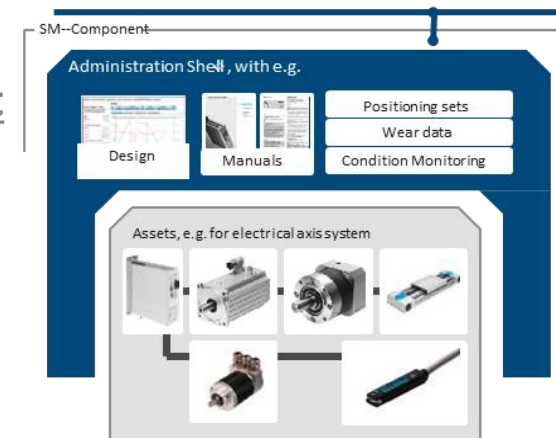 SM--Component
Administration Shell, with e.g.
Positioning sets
Wear data
Design
Manuals
Condition Monitoring
Assets, e.g. for electrical axis system